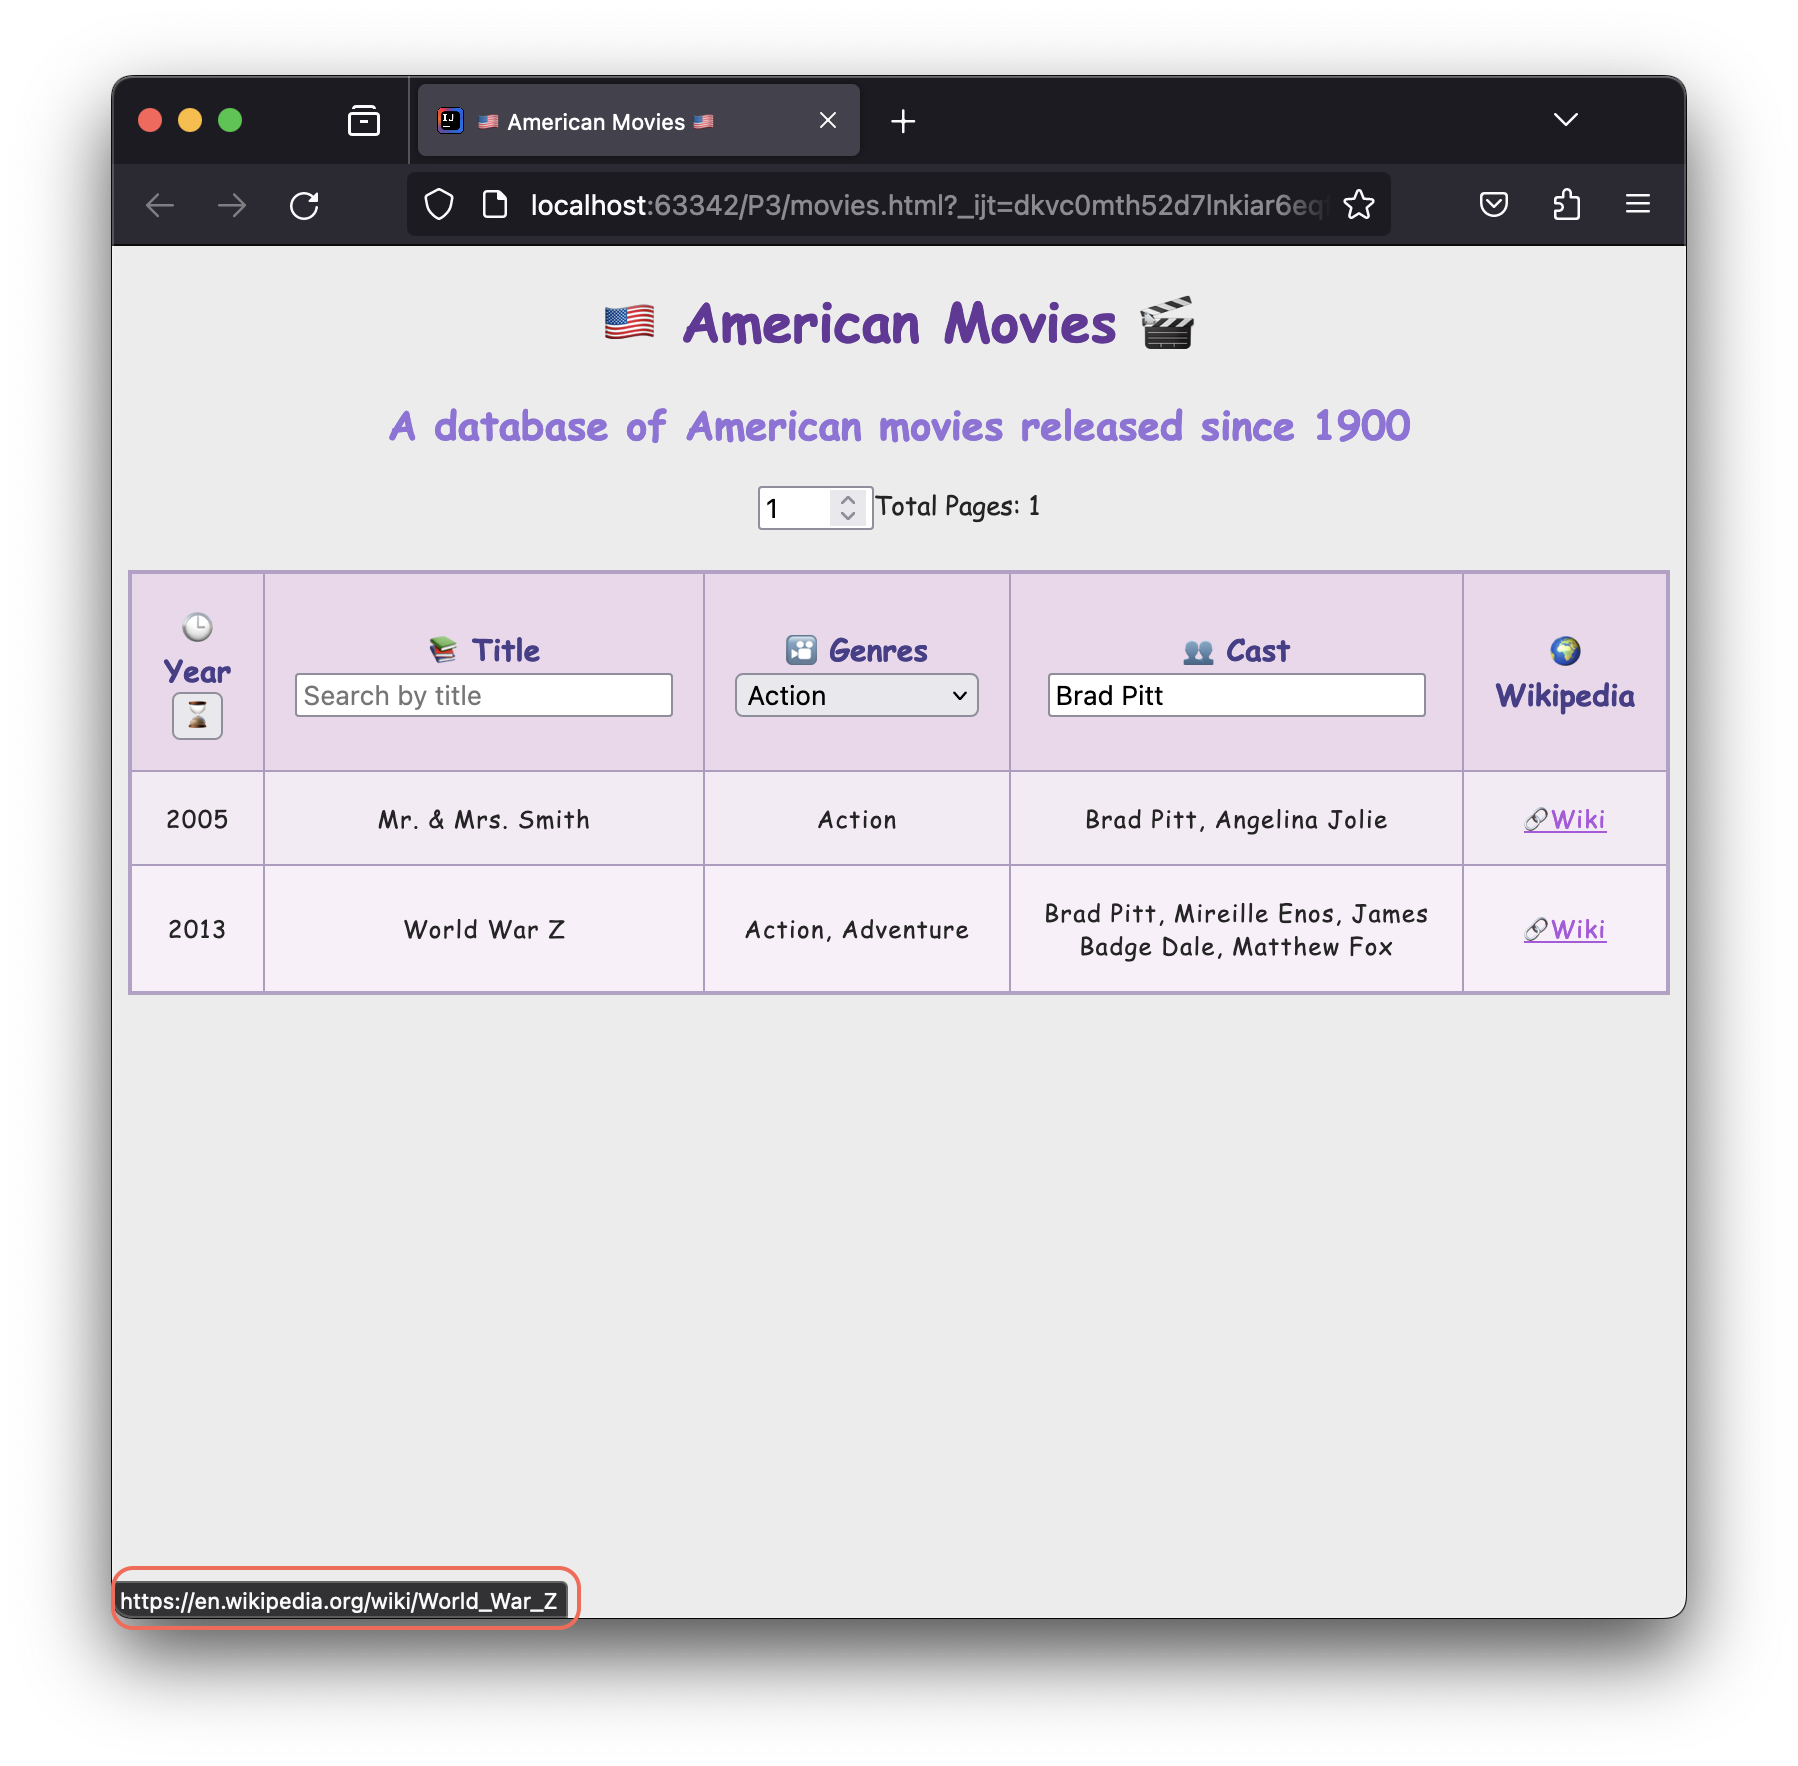 🇺🇸 American Movies 🇺🇸
localhost:63342/P3/movies.html?_ijt=dkvc0mth52d7lnkiar6eq
🇺🇸 American Movies 🎬
A database of American movies released since 1900
1 Total Pages: 1
🕒 Year ⌛
📚 Title
Search by title
🎦 Genres
Action
👥 Cast
Brad Pitt
🌍 Wikipedia
2005 Mr. & Mrs. Smith Action Brad Pitt, Angelina Jolie 🔗Wiki
2013 World War Z Action, Adventure Brad Pitt, Mireille Enos, James
Badge Dale, Matthew Fox 🔗Wiki
https://en.wikipedia.org/wiki/World_War_Z